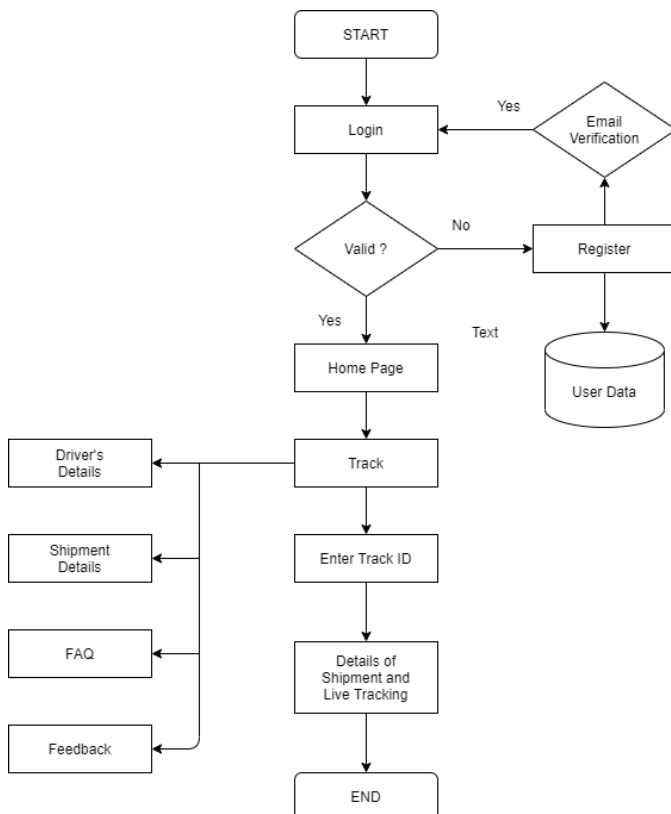 START
Yes
Email
Verification
Login
No
Valid ?
Register
Yes
Text
Home Page
User Data
Driver's
Details
Track
Shipment
Details
Enter Track ID
FAQ
Details of
Shipment and
Live Tracking
Feedback
END